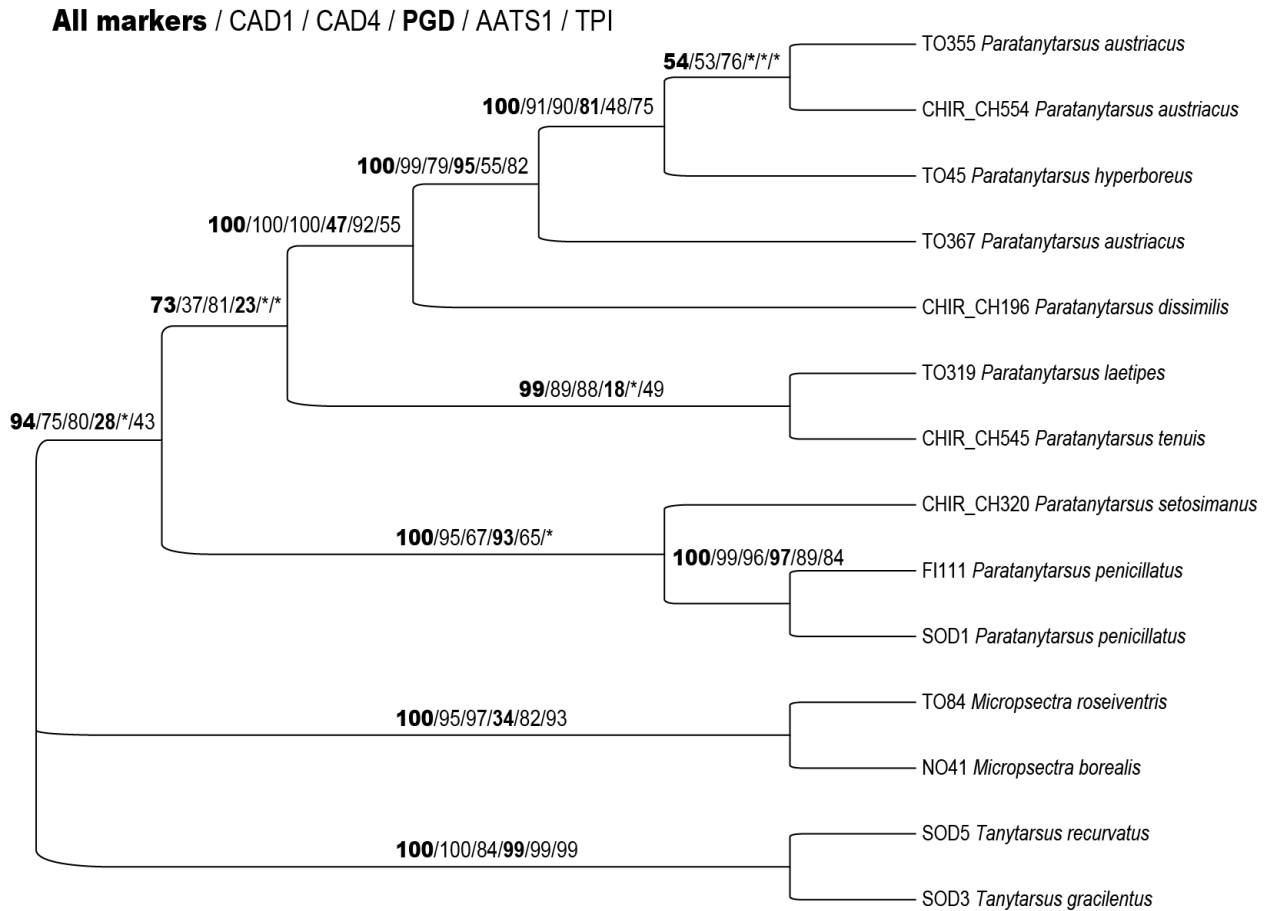 All markers / CAD1 / CAD4 / PGD / AATS1 / TPI
TO355 Paratanytarsus austriacus
54/53/76/*/*/*
CHIR_CH554 Paratanytarsus austriacus
100/91/90/81/48/75
100/99/79/95/55/82
TO45 Paratanytarsus hyperboreus
100/100/100/47/92/55
TO367 Paratanytarsus austriacus
73/37/81/23/*/*
CHIR_CH196 Paratanytarsus dissimilis
TO319 Paratanytarsus laetipes
99/89/88/18/*/49
94/75/80/28/*/43
CHIR_CH545 Paratanytarsus tenuis
CHIR_CH320 Paratanytarsus setosimanus
100/95/67/93/65/*
100/99/96/97/89/84
FI111 Paratanytarsus penicillatus
SOD1 Paratanytarsus penicillatus
TO84 Micropsectra roseiventris
100/95/97/34/82/93
NO41 Micropsectra borealis
SOD5 Tanytarsus recurvatus
100/100/84/99/99/99
SOD3 Tanytarsus gracilentus